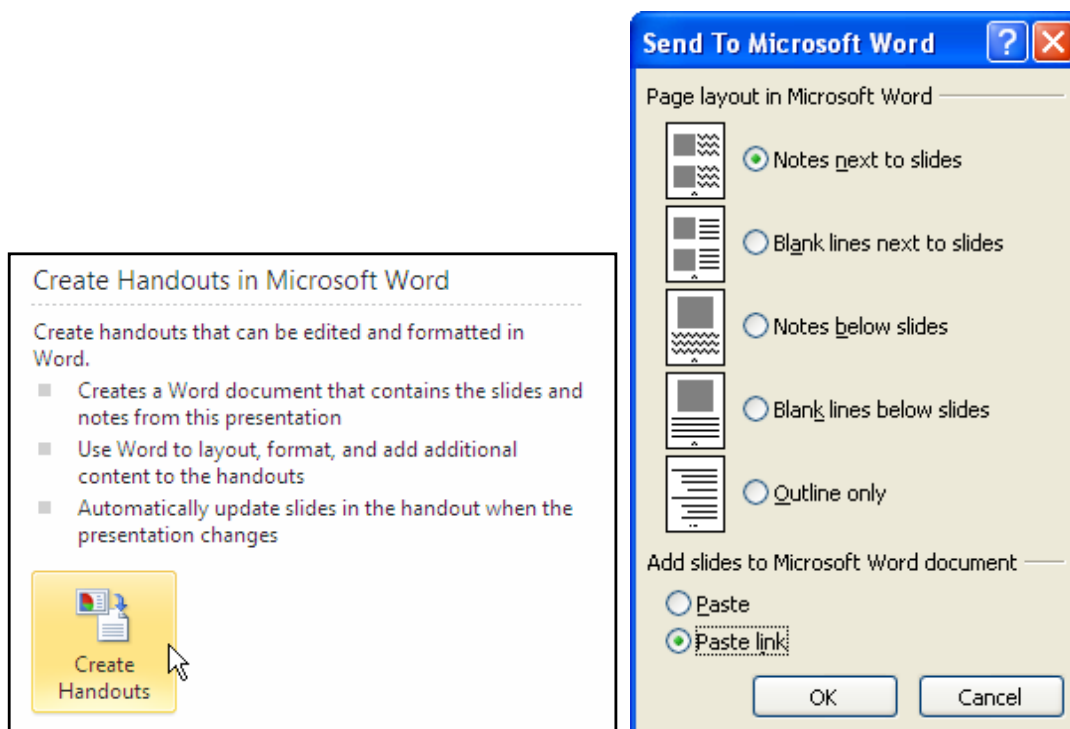 Create Handouts in Microsoft Word
Create handouts that can be edited and formatted in
Word.
Creates a Word document that contains the slides and
notes from this presentation
Use Word to layout, format, and add additional
content to the handouts
Automatically update slides in the handout when the
presentation changes
Create
Handouts
Send To Microsoft Word
Page layout in Microsoft Word
Notes next to slides
Blank lines next to slides
Notes below slides
Blank lines below slides
Outline only
Add slides to Microsoft Word document
Paste
Paste link
OK
Cancel